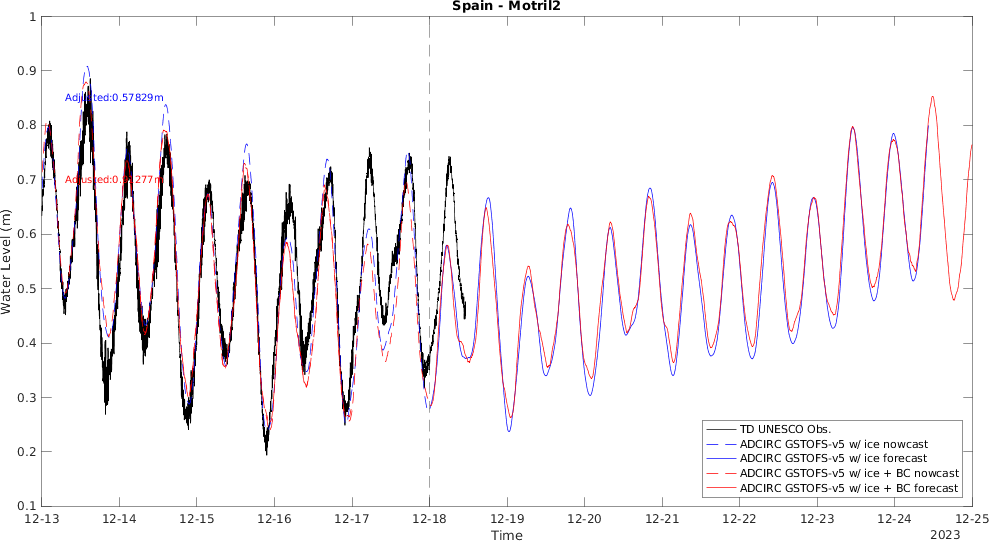 Spain - Motril2
1
0.9
0.8
0.7
0.6
0.5
0.4
0.3
0.2
0.1
Water Level (m)
Adjusted:0.57829m
TD UNESCO Obs.
ADCIRC GSTOFS-v5 w/ ice nowcast
ADCIRC GSTOFS-v5 w/ ice forecast
ADCIRC GSTOFS-v5 w/ ice + BC nowcast
ADCIRC GSTOFS-v5 w/ ice + BC forecast
12-13 12-14 12-15 12-16 12-17 12-18 12-19 12-20 12-21 12-22 12-23 12-24 12-25
Time
2023